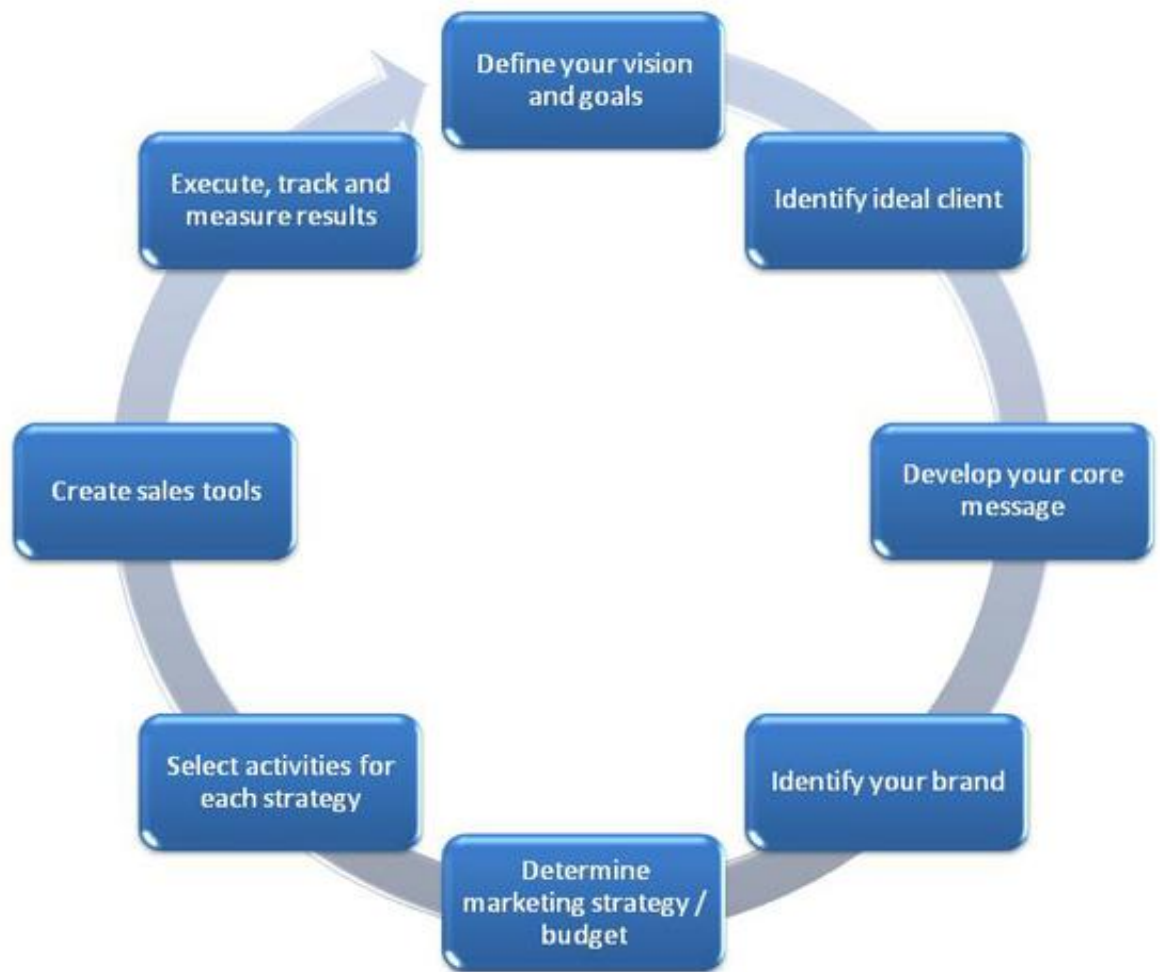 Define your vision
and goals
Identify ideal client
Develop your core
message
Identify your brand
Determine
marketing strategy /
budget
Select activities for
each strategy
Create sales tools
Execute, track and
measure results